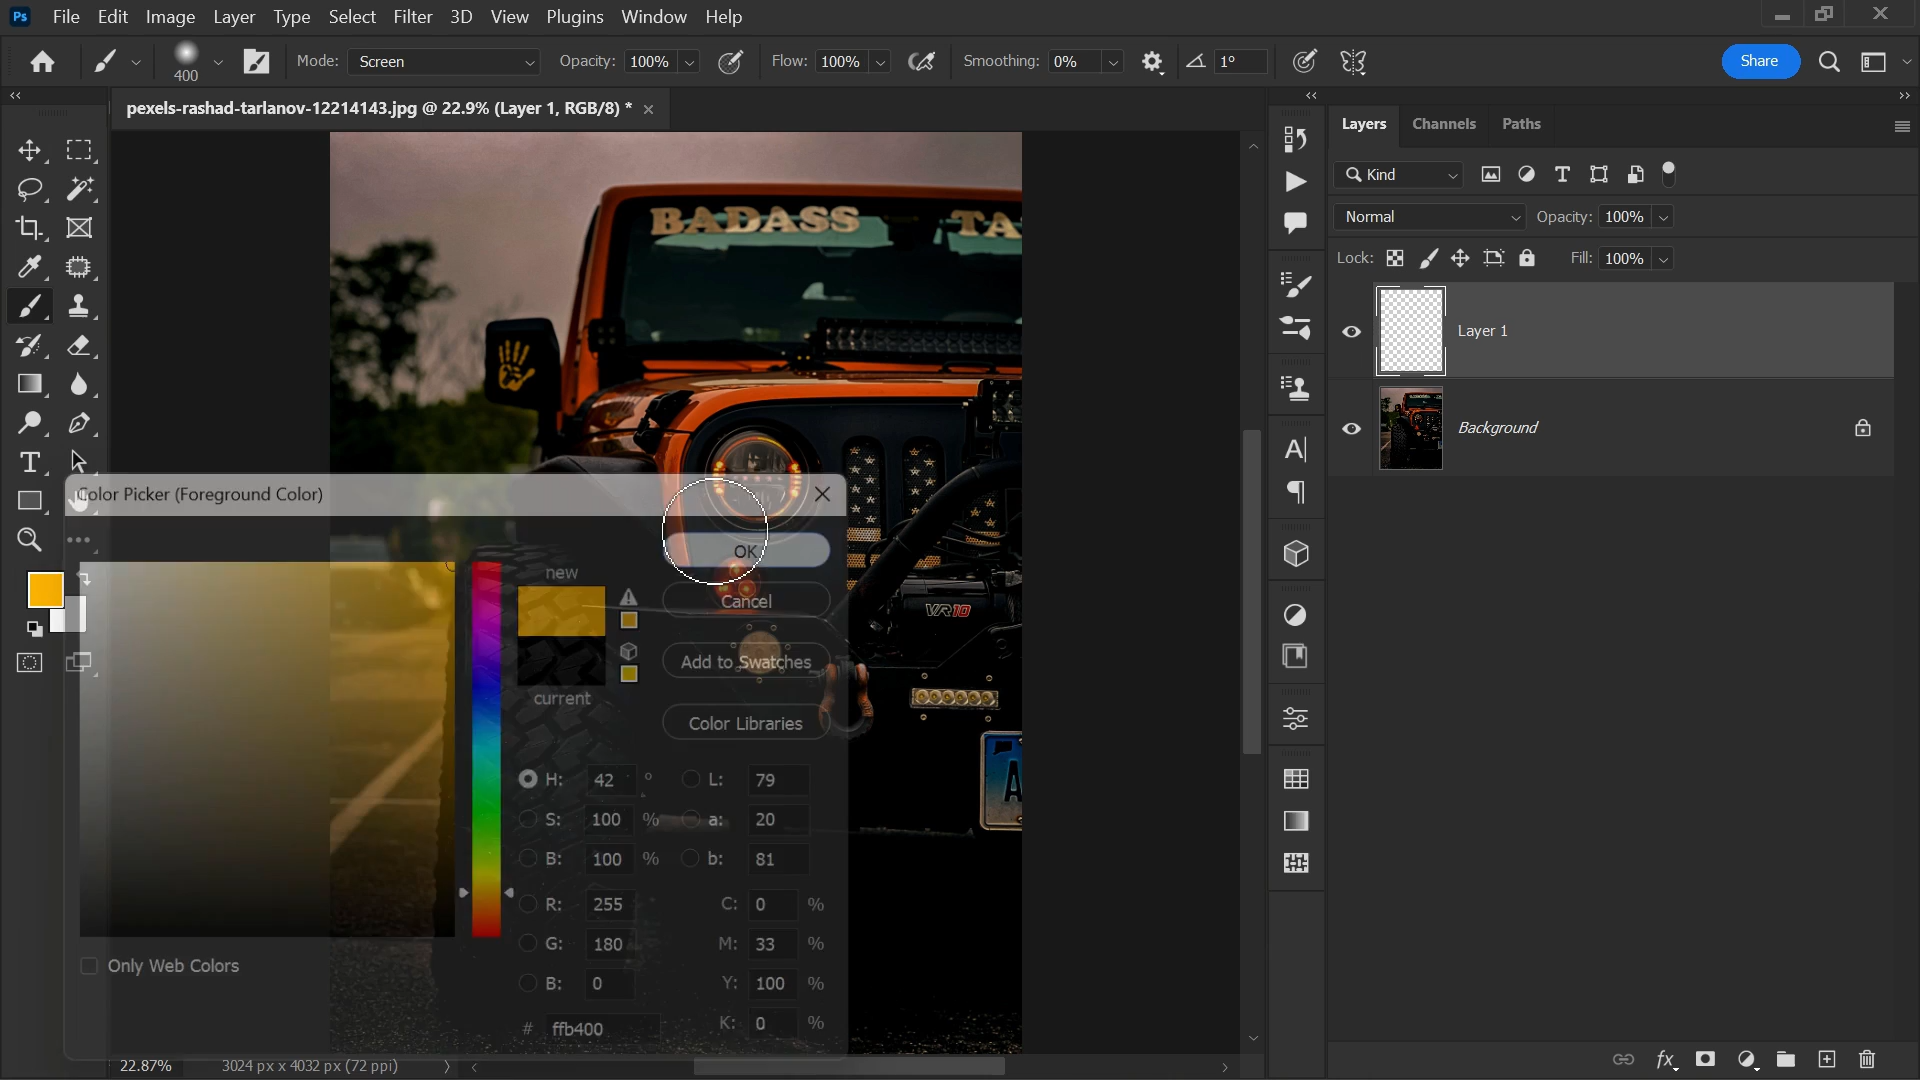 Ps File Edit Image Layer Type Select Filter 3D View Plugins Window Help
400 Mode: Screen Opacity: 100% Flow: 100% Smoothing: 0% 1° Share
pexels-rashad-tarlanov-12214143.jpg @ 22.9% (Layer 1, RGB/8) *
Layers Channels Paths
Kind
Normal Opacity: 100%
Lock: Fill: 100%
Layer 1
Background
BADASS TA
VR10
A
Color Picker (Foreground Color)
OK
new
Cancel
Add to Swatches
current
Color Libraries
H: 42 ° L: 79
S: 100 % a: 20
B: 100 % b: 81
R: 255 C: 0 %
G: 180 M: 33 %
B: 0 Y: 100 %
# ffb400 K: 0 %
Only Web Colors
22.87% 3024 px x 4032 px (72 ppi)
fx